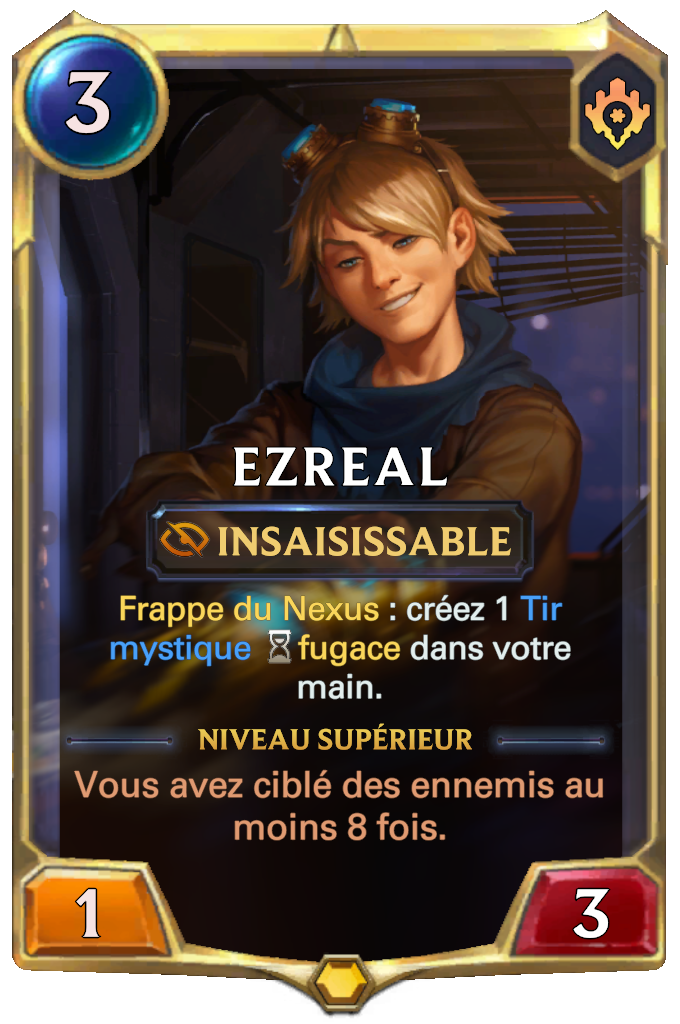 3
EZREAL
INSAISISSABLE
Frappe du Nexus : créez 1 Tir
mystique fugace dans votre
main.
NIVEAU SUPÉRIEUR
Vous avez ciblé des ennemis au
moins 8 fois.
1
3